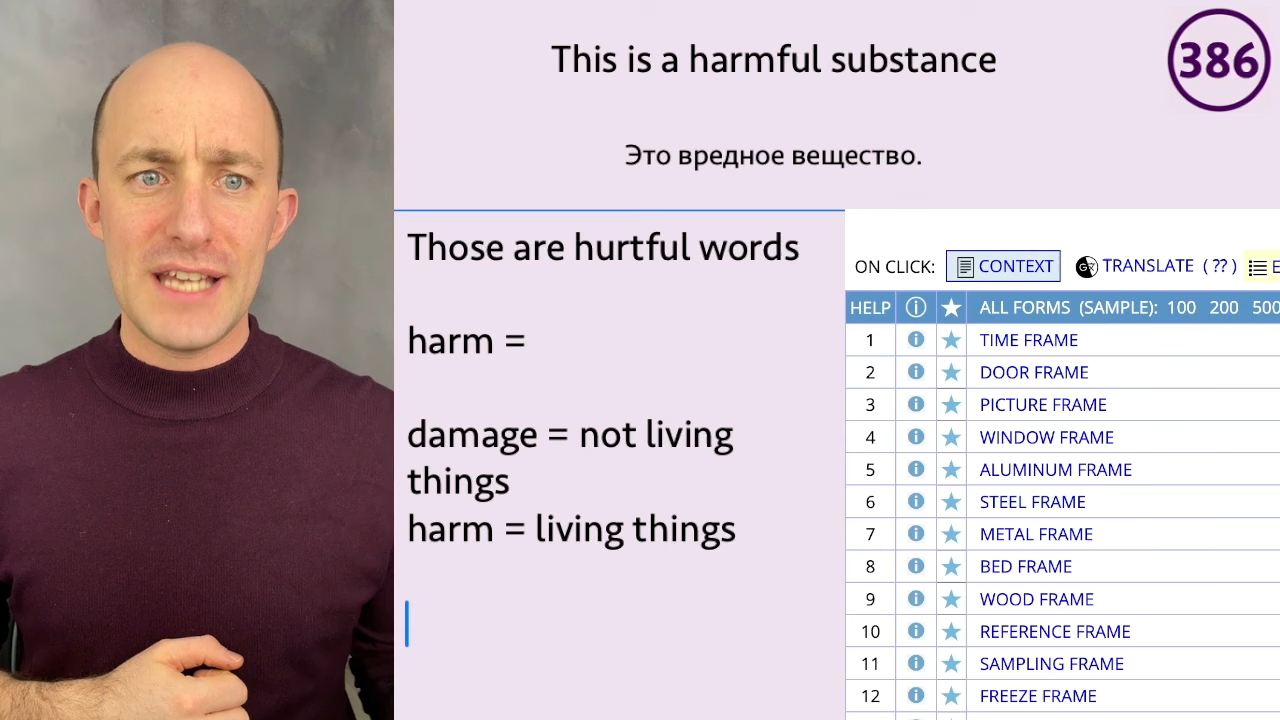 This is a harmful substance
386
Это вредное вещество.
Those are hurtful words
harm =
damage = not living
things
harm = living things
ON CLICK: CONTEXT TRANSLATE ( ?? ) E
HELP ALL FORMS (SAMPLE): 100 200 500
1 TIME FRAME
2 DOOR FRAME
3 PICTURE FRAME
4 WINDOW FRAME
5 ALUMINUM FRAME
6 STEEL FRAME
7 METAL FRAME
8 BED FRAME
9 WOOD FRAME
10 REFERENCE FRAME
11 SAMPLING FRAME
12 FREEZE FRAME